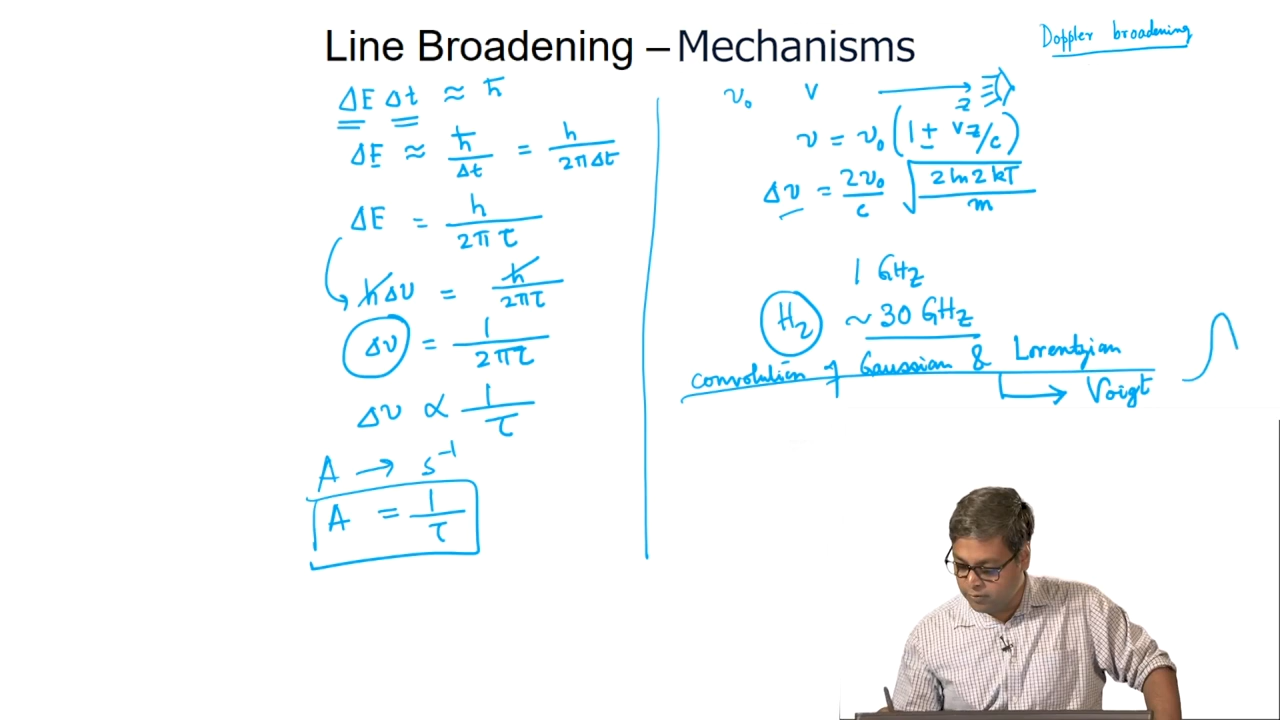 Line Broadening – Mechanisms
Doppler broadening
ΔE Δt ≈ ħ
ΔE ≈ ħ/Δt = h/2πΔt
ΔE = h/2πτ
hΔν = h/2πτ
Δν = 1/2πτ
Δν ∝ 1/τ
A → s⁻¹
A = 1/τ
ν₀ v z
ν = ν₀ (1 ± vz/c)
Δν = 2ν₀/c √(2 ln 2 kT/m)
1 GHz
H₂ ~ 30 GHz
convolution of Gaussian & Lorentzian
→ Voigt